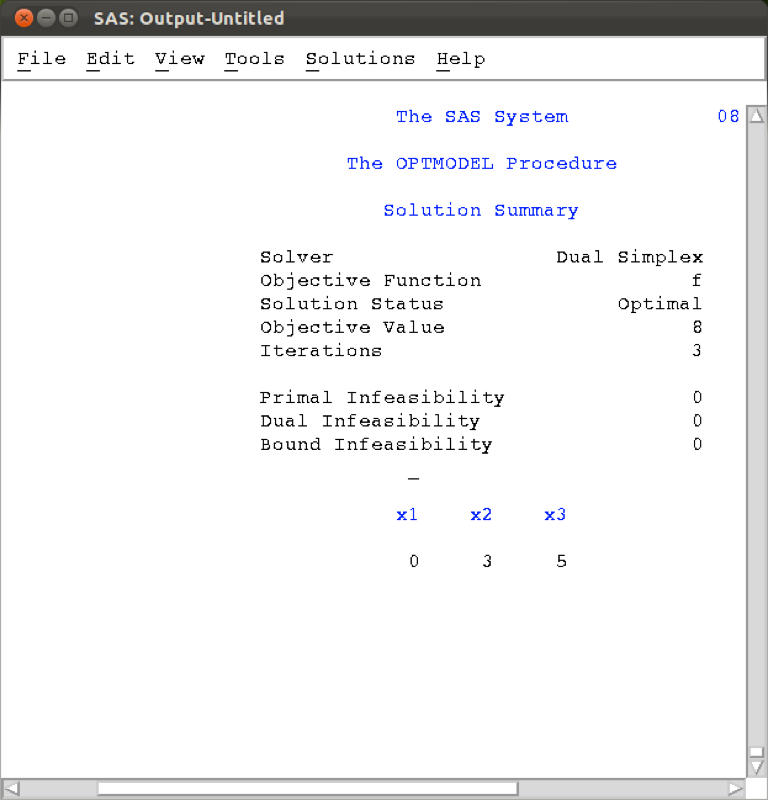 SAS: Output-Untitled
File Edit View Tools Solutions Help
The SAS System 08
The OPTMODEL Procedure
Solution Summary
Solver Dual Simplex
Objective Function f
Solution Status Optimal
Objective Value 8
Iterations 3
Primal Infeasibility 0
Dual Infeasibility 0
Bound Infeasibility 0
x1 x2 x3
0 3 5